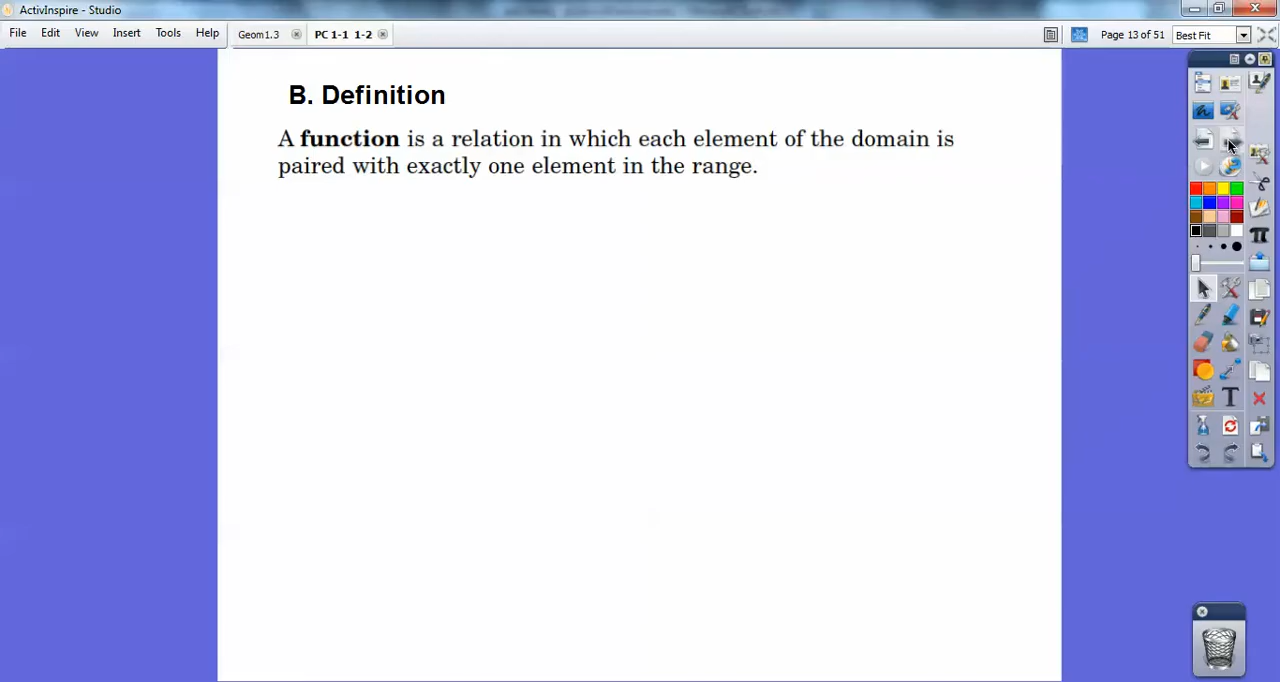 ActivInspire - Studio
File Edit View Insert Tools Help Geom1.3 PC 1-1 1-2 Page 13 of 51 Best Fit
B. Definition
A function is a relation in which each element of the domain is
paired with exactly one element in the range.